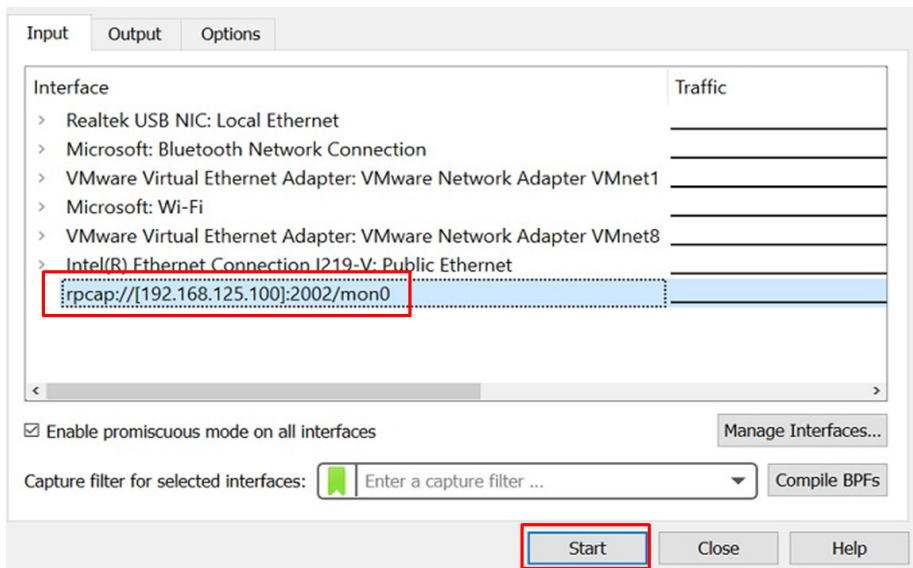 Input Output Options
Interface Traffic
Realtek USB NIC: Local Ethernet
Microsoft: Bluetooth Network Connection
VMware Virtual Ethernet Adapter: VMware Network Adapter VMnet1
Microsoft: Wi-Fi
VMware Virtual Ethernet Adapter: VMware Network Adapter VMnet8
Intel(R) Ethernet Connection I219-V: Public Ethernet
rpcap://[192.168.125.100]:2002/mon0
Enable promiscuous mode on all interfaces Manage Interfaces...
Capture filter for selected interfaces: Enter a capture filter ... Compile BPFs
Start Close Help